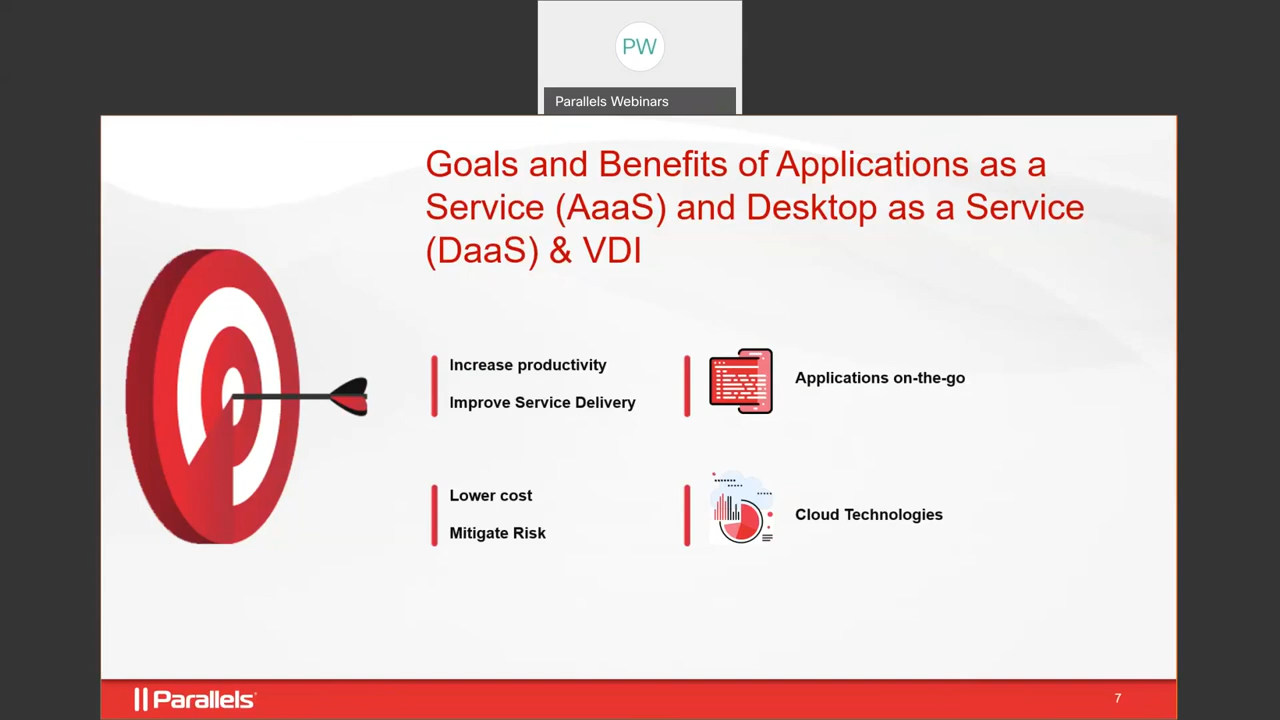 PW
Parallels Webinars
Goals and Benefits of Applications as a
Service (AaaS) and Desktop as a Service
(DaaS) & VDI
Increase productivity
Improve Service Delivery
Applications on-the-go
Lower cost
Mitigate Risk
Cloud Technologies
Parallels®
7